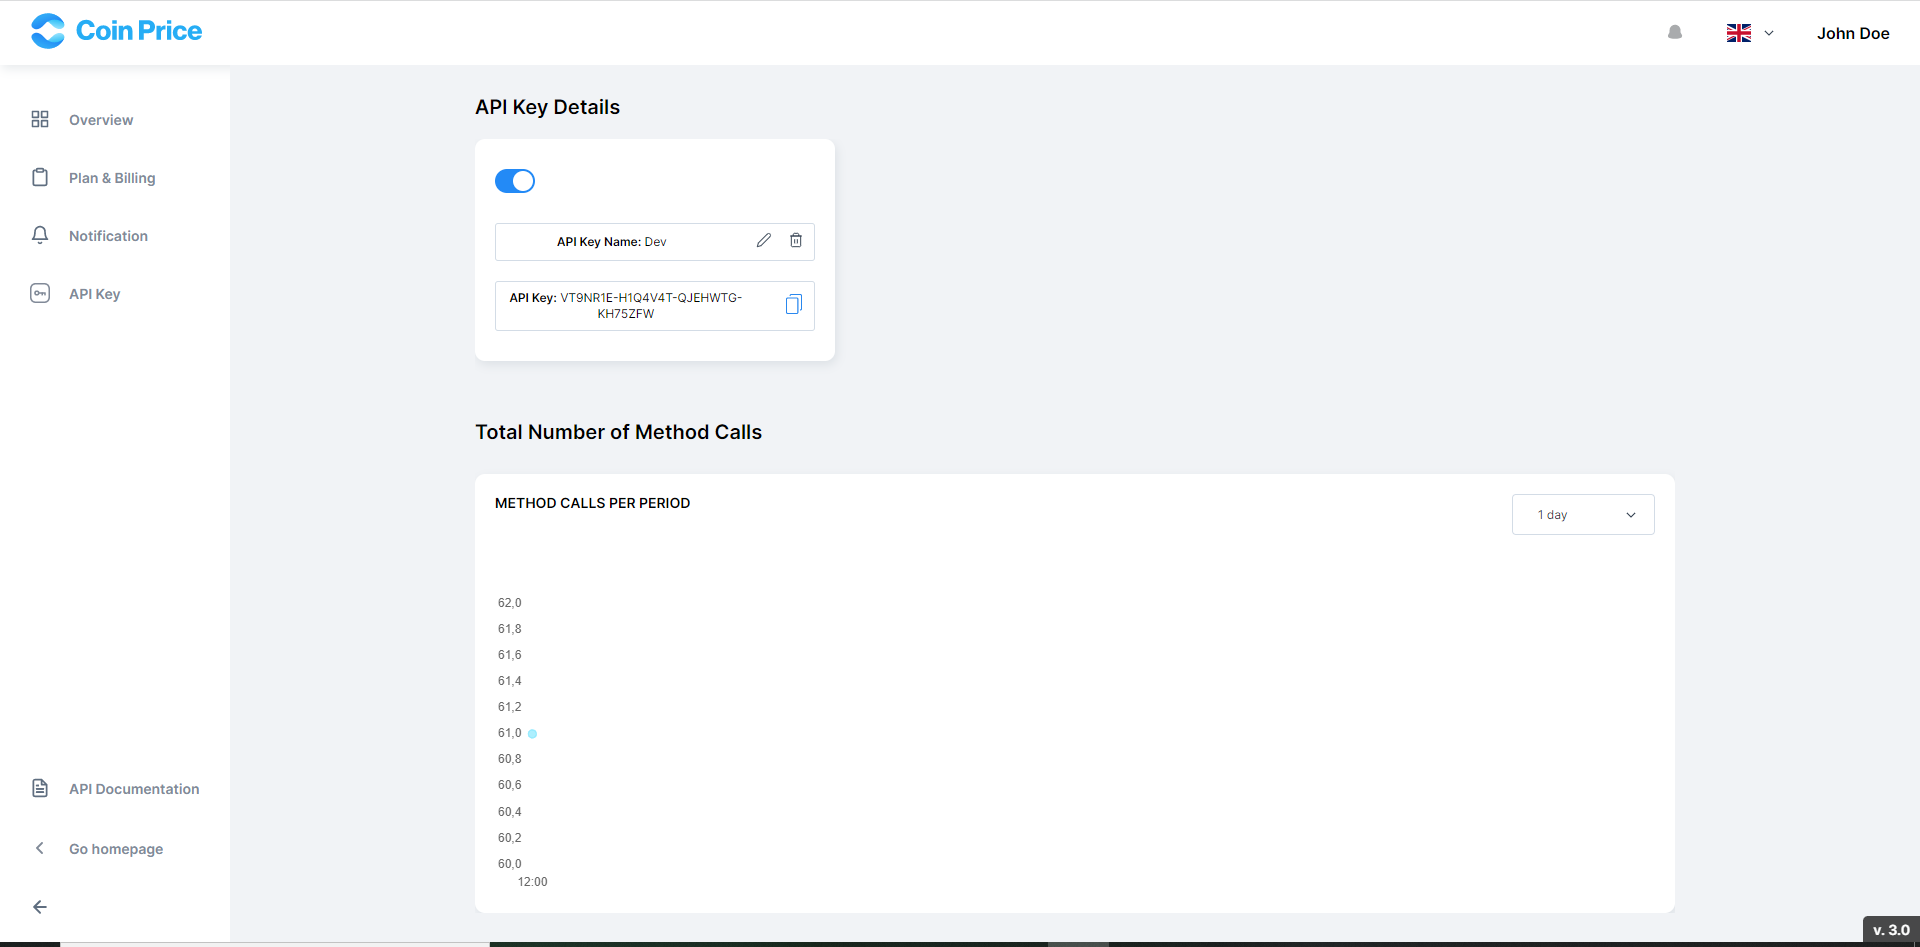 Coin Price
John Doe
Overview
Plan & Billing
Notification
API Key
API Documentation
Go homepage
API Key Details
API Key Name: Dev
API Key: VT9NR1E-H1Q4V4T-QJEHWTG-
KH75ZFW
Total Number of Method Calls
METHOD CALLS PER PERIOD
1 day
62,0
61,8
61,6
61,4
61,2
61,0
60,8
60,6
60,4
60,2
60,0
12:00
v. 3.0